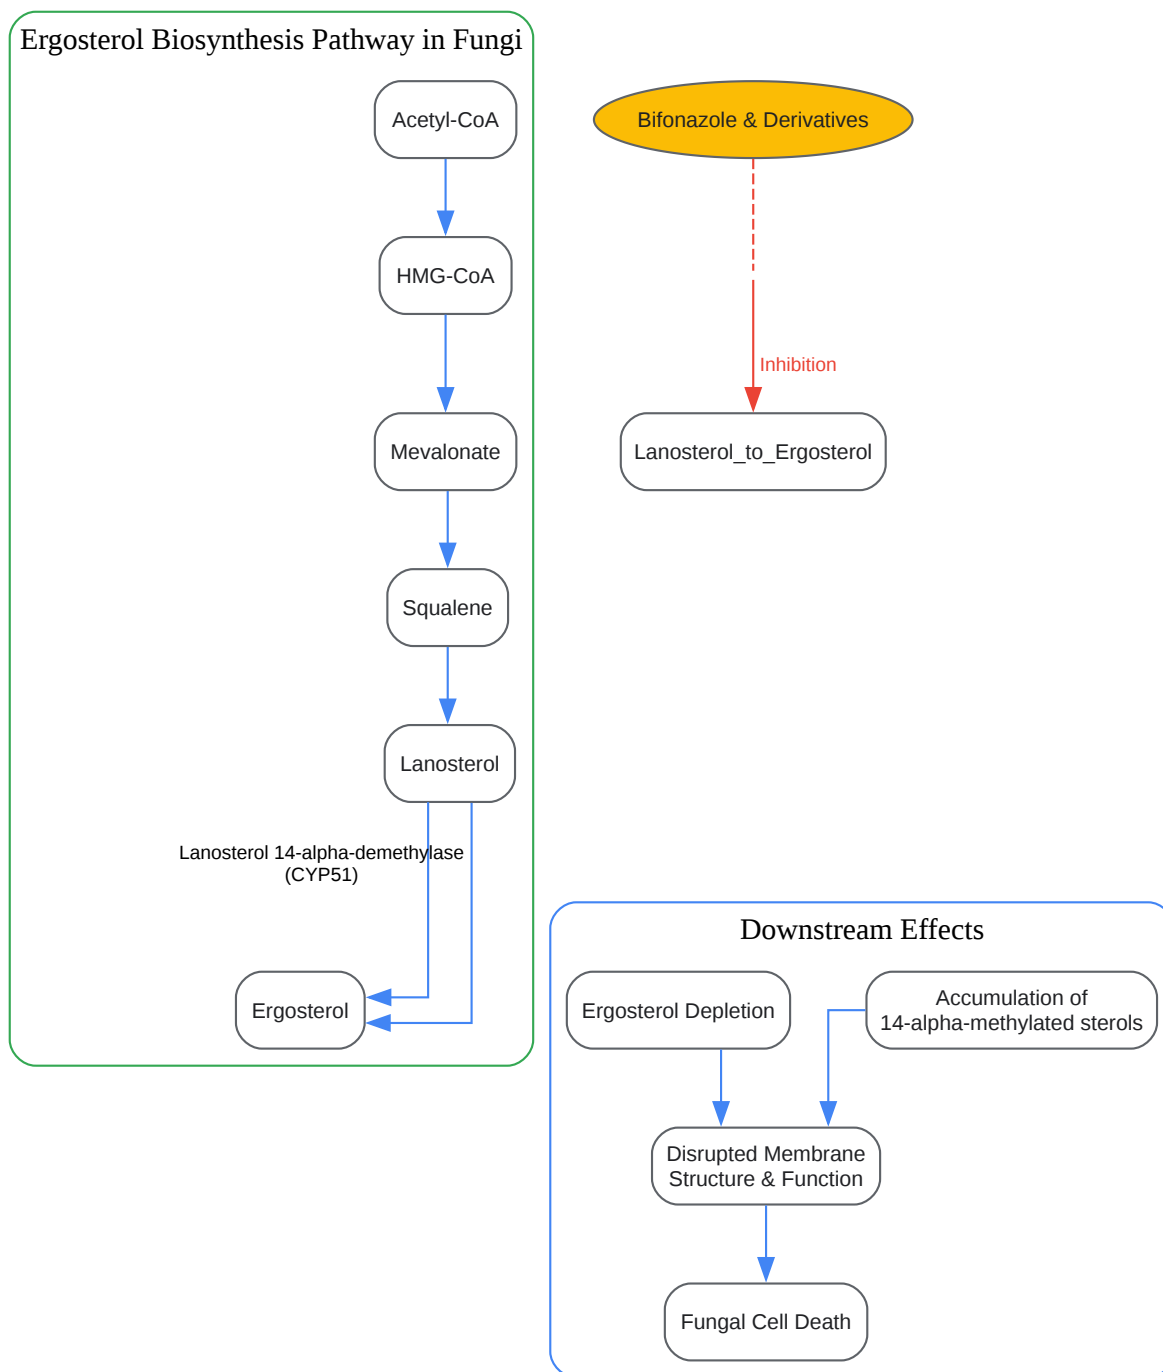 Ergosterol Biosynthesis Pathway in Fungi
Acetyl-CoA
HMG-CoA
Mevalonate
Squalene
Lanosterol
Lanosterol 14-alpha-demethylase
(CYP51)
Ergosterol
Bifonazole & Derivatives
Inhibition
Lanosterol_to_Ergosterol
Downstream Effects
Ergosterol Depletion
Accumulation of
14-alpha-methylated sterols
Disrupted Membrane
Structure & Function
Fungal Cell Death